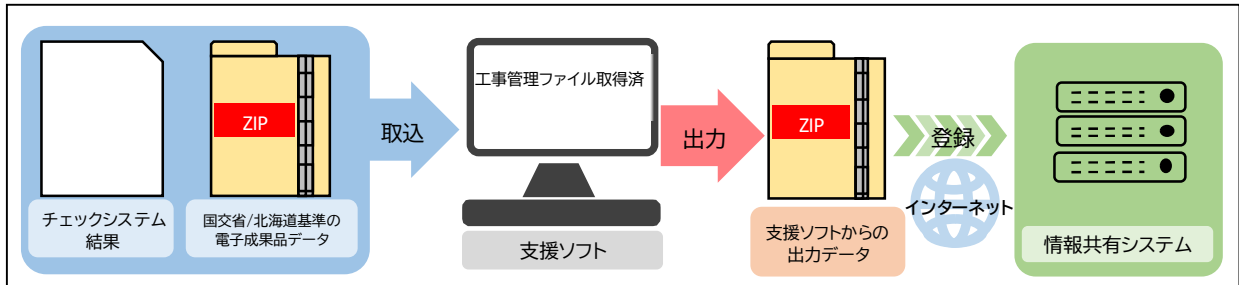 ZIP
チェックシステム
結果
国交省/北海道基準の
電子成果品データ
取込
工事管理ファイル取得済
支援ソフト
出力
ZIP
支援ソフトからの
出力データ
登録
インターネット
情報共有システム